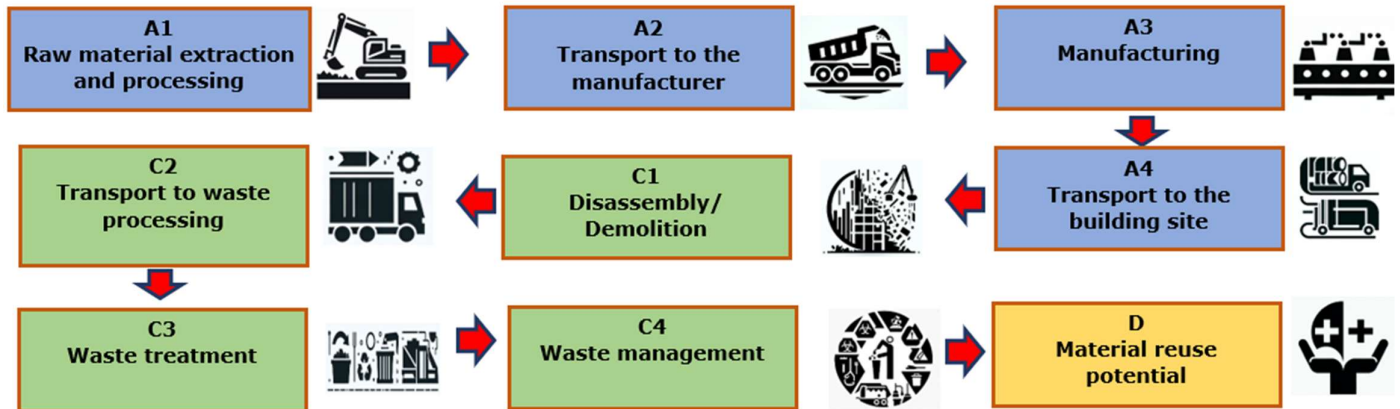 A1
Raw material extraction
and processing
A2
Transport to the
manufacturer
A3
Manufacturing
C2
Transport to waste
processing
C1
Disassembly/
Demolition
A4
Transport to the
building site
C3
Waste treatment
C4
Waste management
D
Material reuse
potential